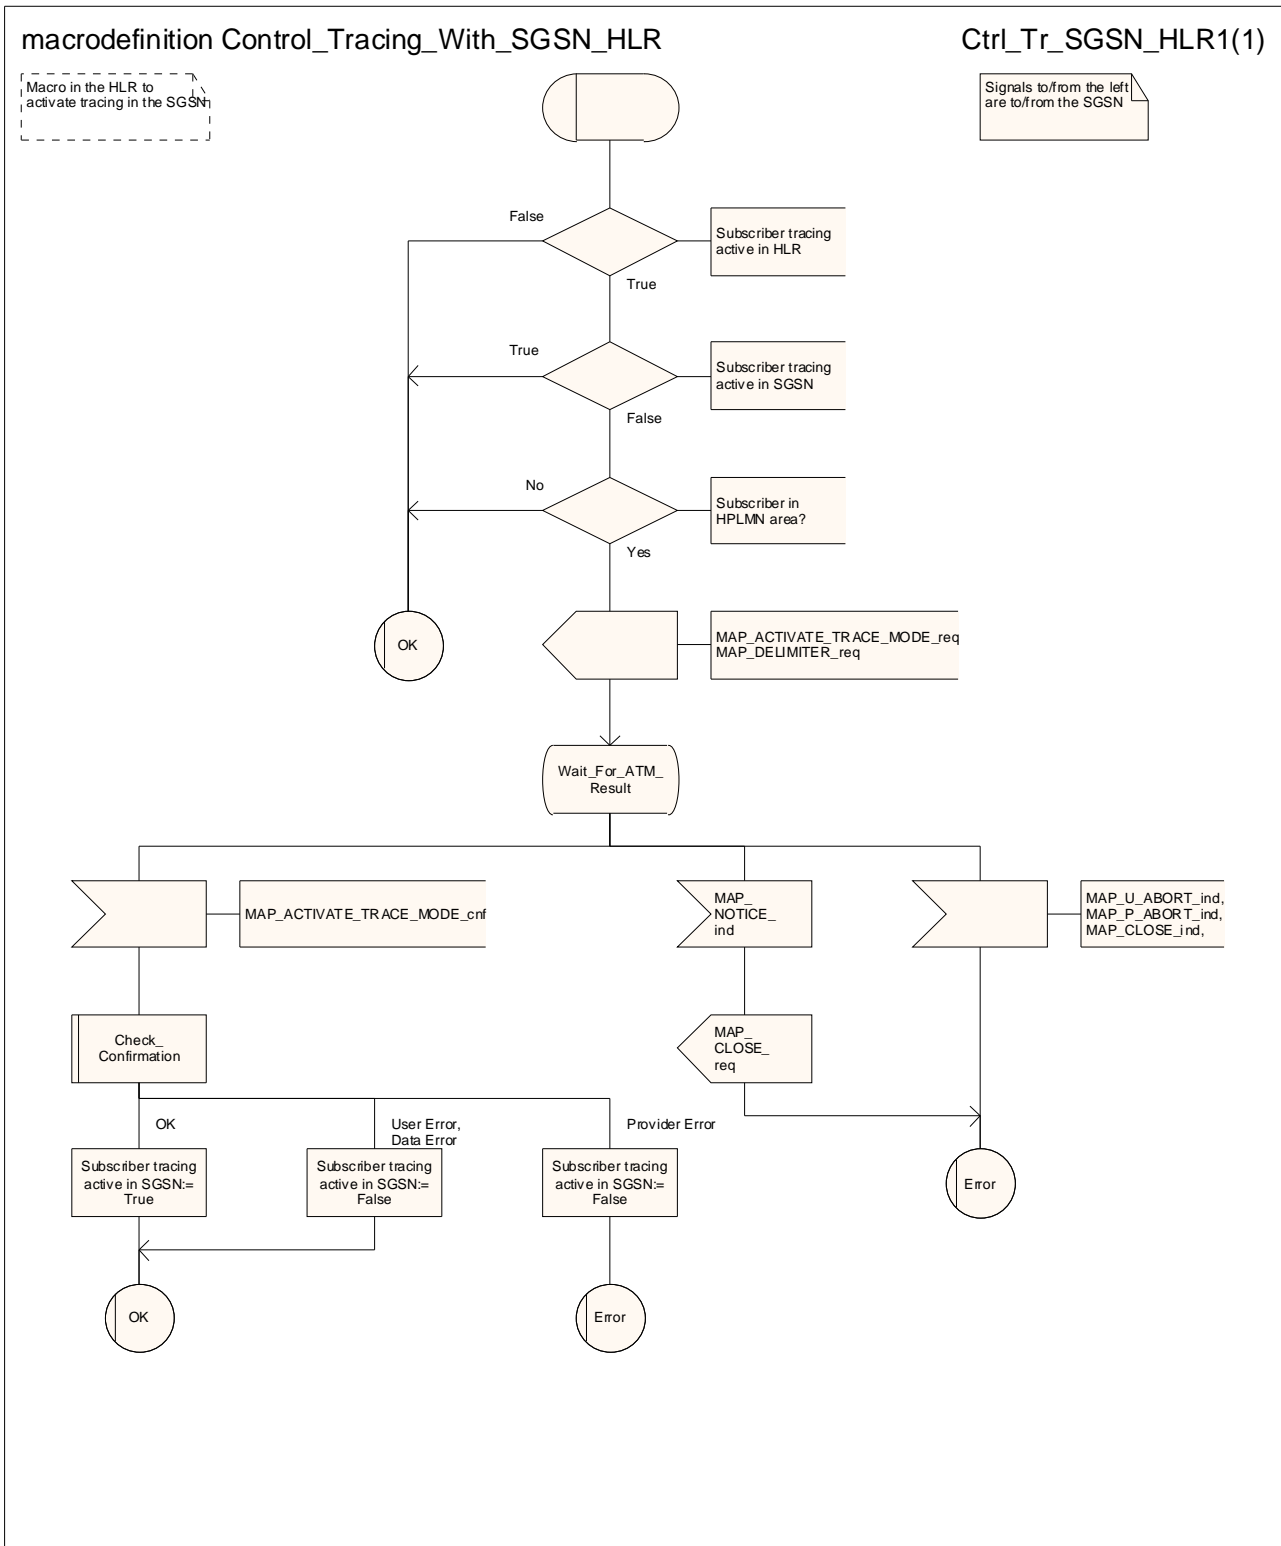 macrodefinition Control_Tracing_With_SGSN_HLR
Ctrl_Tr_SGSN_HLR1(1)
Macro in the HLR to
activate tracing in the SGSN
Signals to/from the left
are to/from the SGSN
False
Subscriber tracing
active in HLR
True
True
Subscriber tracing
active in SGSN
False
No
Subscriber in
HPLMN area?
Yes
OK
MAP_ACTIVATE_TRACE_MODE_req
MAP_DELIMITER_req
Wait_For_ATM_
Result
MAP_ACTIVATE_TRACE_MODE_cnf
MAP_
NOTICE_
ind
MAP_U_ABORT_ind,
MAP_P_ABORT_ind,
MAP_CLOSE_ind,
Check_
Confirmation
MAP_
CLOSE_
req
OK
User Error,
Data Error
Provider Error
Subscriber tracing
active in SGSN:=
True
Subscriber tracing
active in SGSN:=
False
Subscriber tracing
active in SGSN:=
False
Error
OK
Error